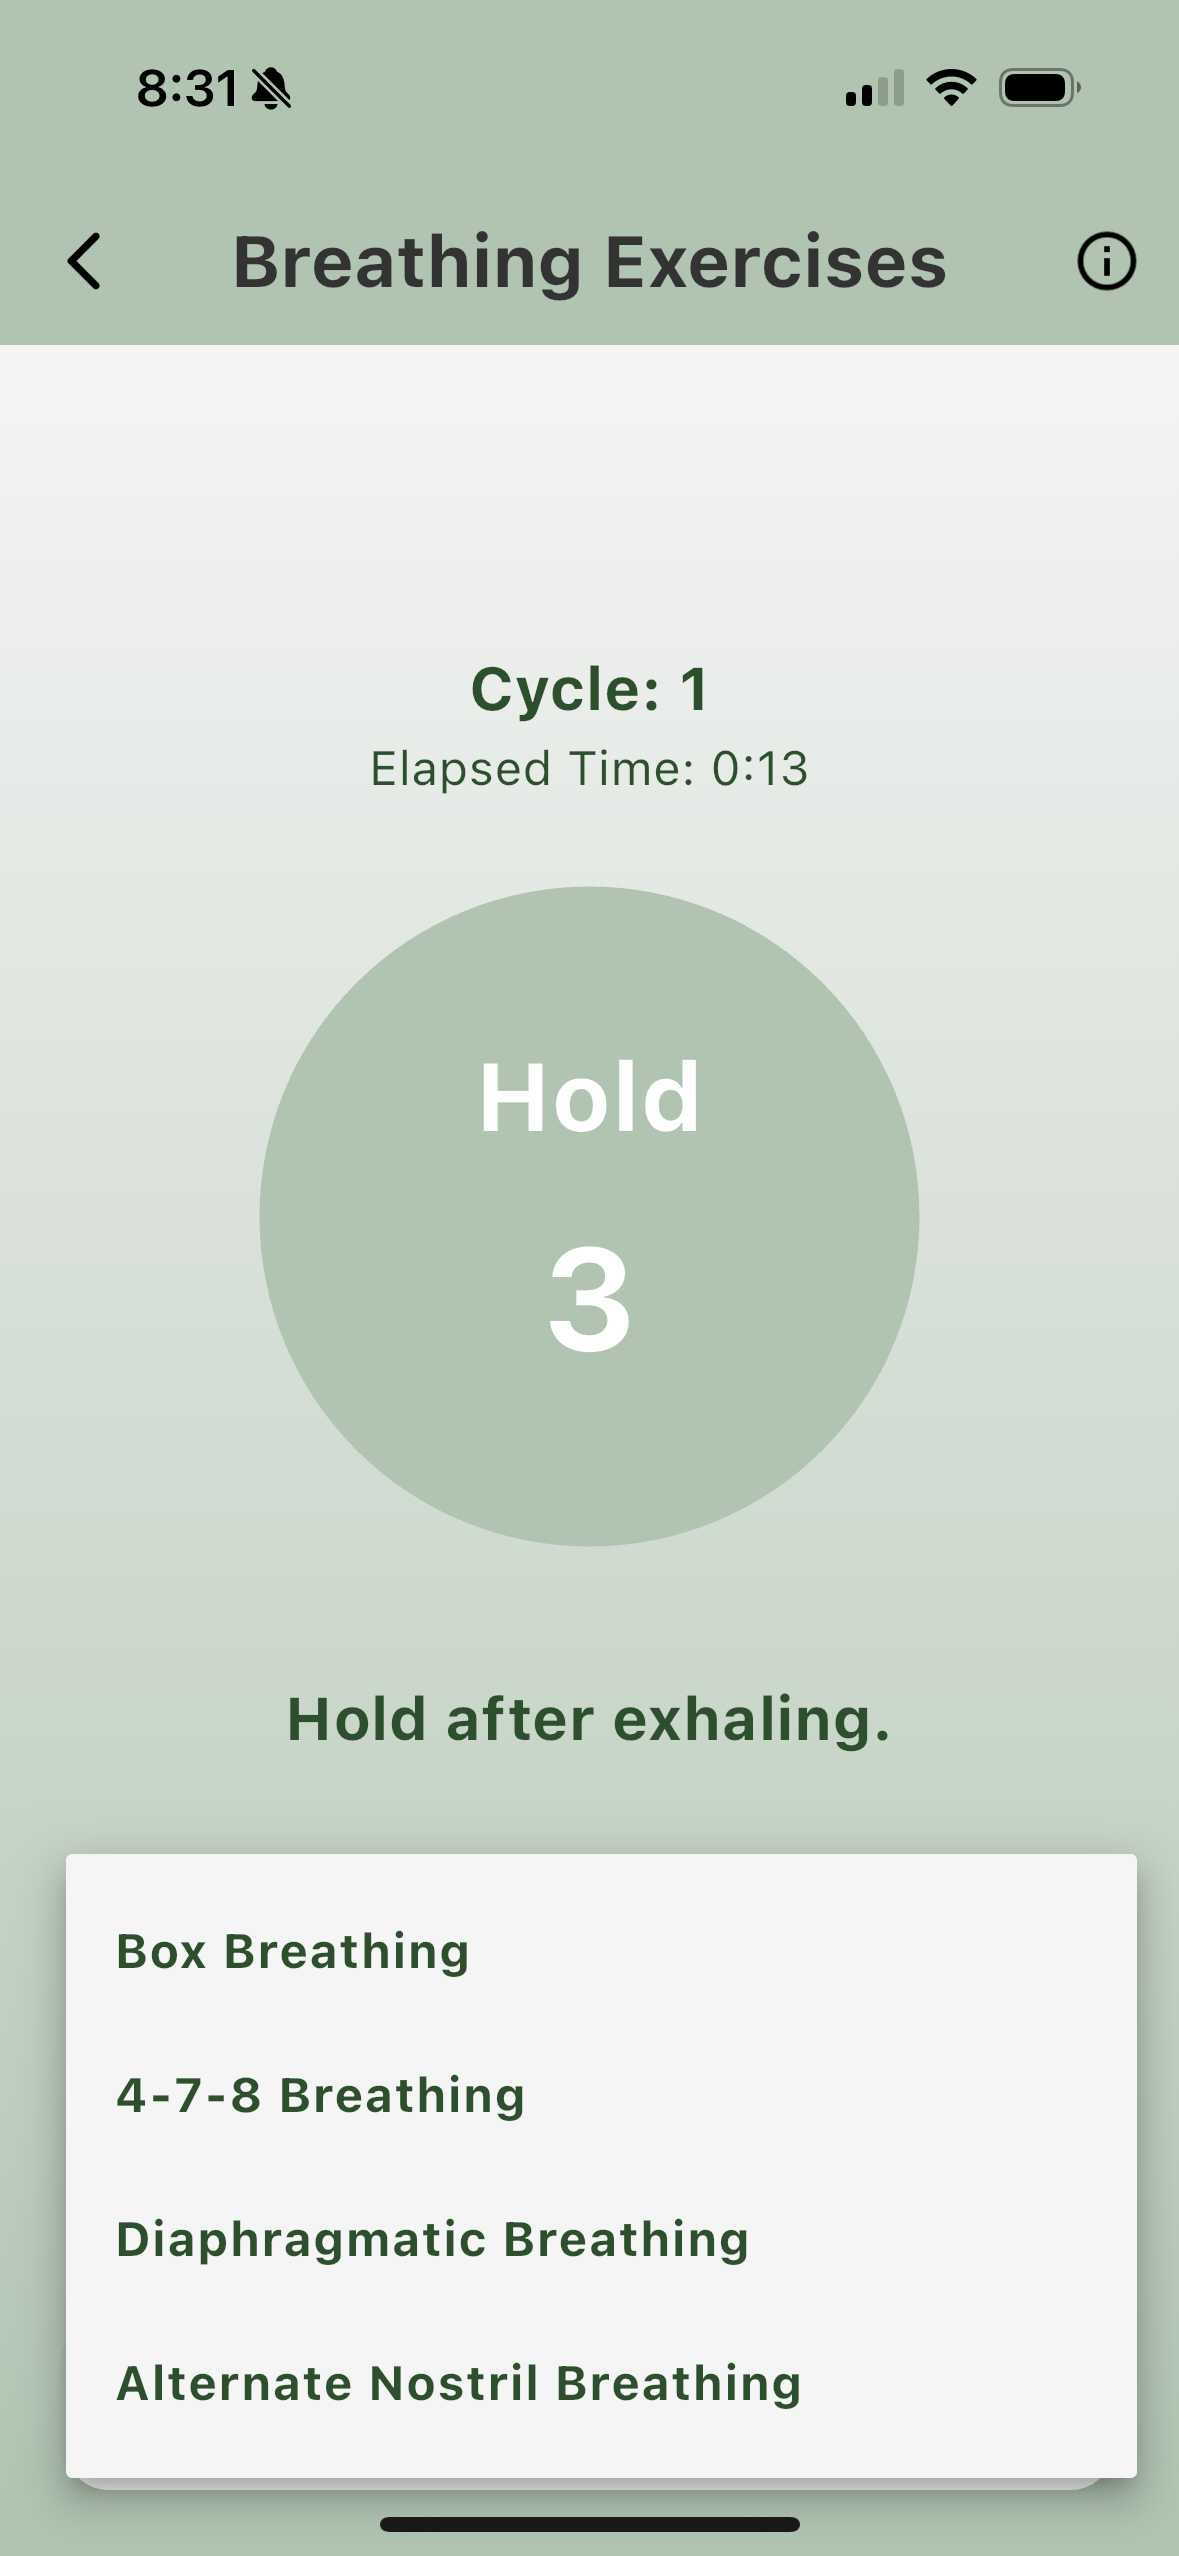 8:31
Breathing Exercises
Cycle: 1
Elapsed Time: 0:13
Hold
3
Hold after exhaling.
Box Breathing
4-7-8 Breathing
Diaphragmatic Breathing
Alternate Nostril Breathing